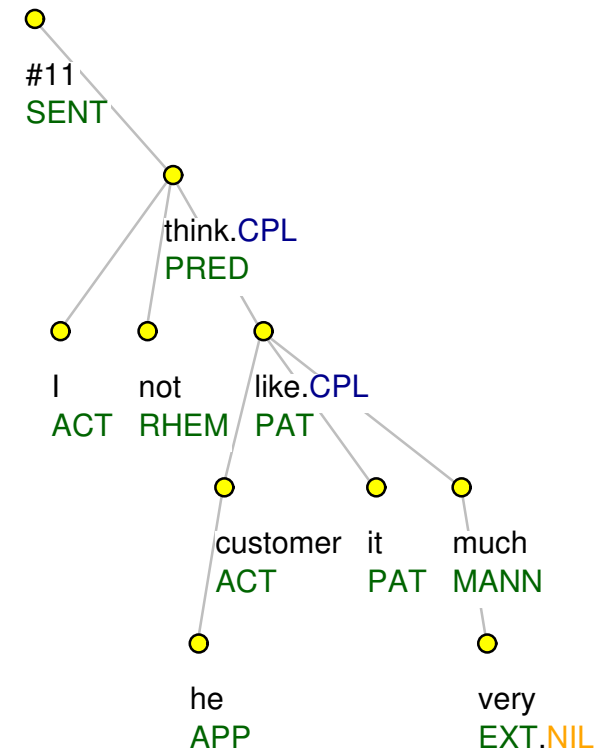 #11
SENT
think.CPL
PRED
I not like.CPL
ACT RHEM PAT
customer it much
ACT PAT MANN
he very
APP EXT.NIL